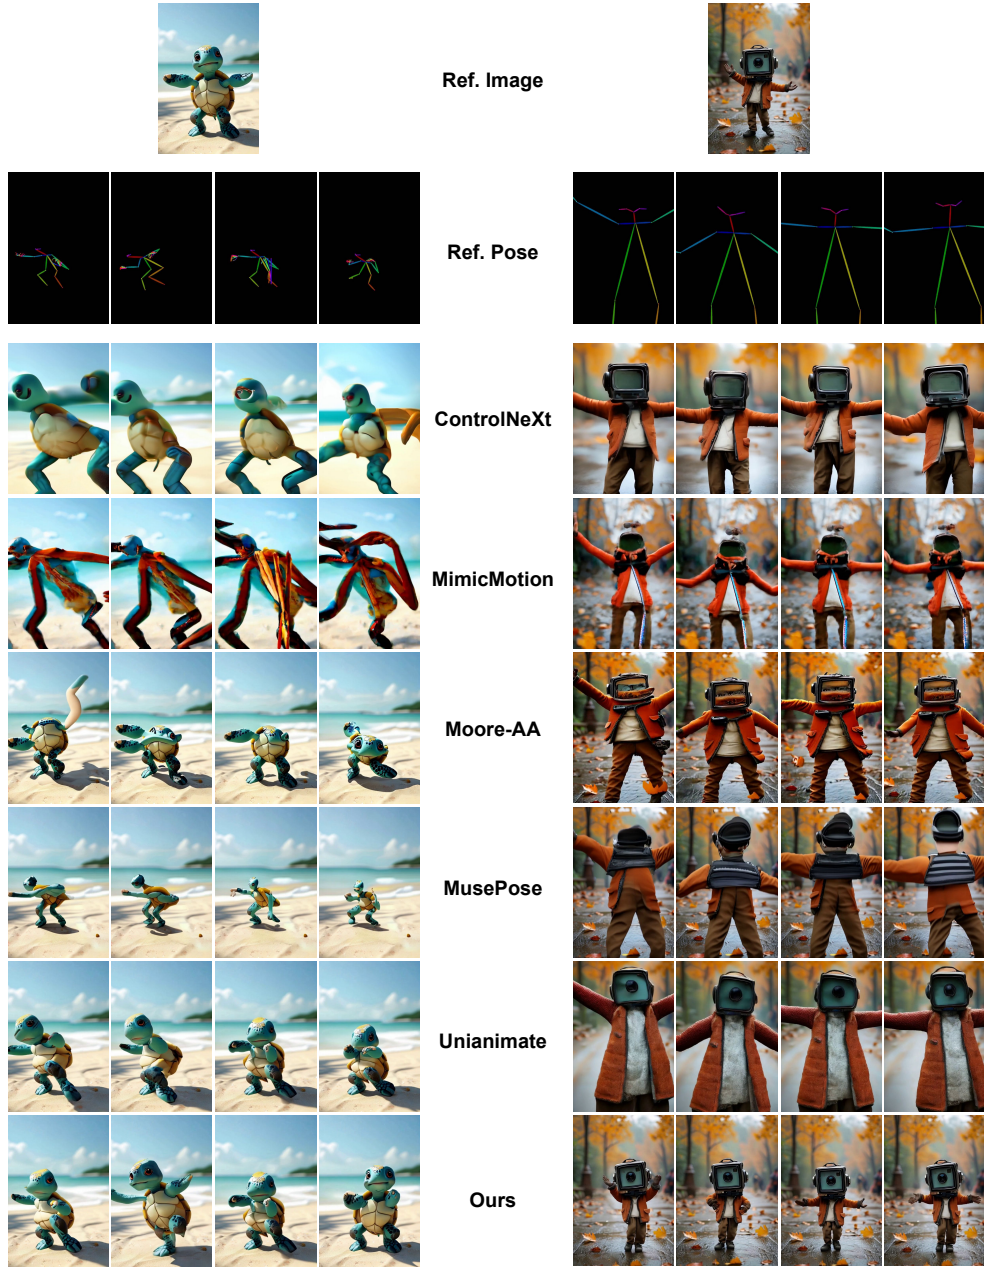 Ref. Image
Ref. Pose
ControlNeXt
MimicMotion
Moore-AA
MusePose
Unianimate
Ours